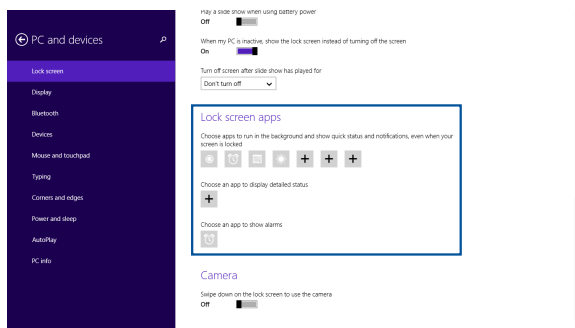 PC and devices
Lock screen
Display
Bluetooth
Devices
Mouse and touchpad
Typing
Corners and edges
Power and sleep
AutoPlay
PC info
Play a slide show when using battery power
Off
When my PC is inactive, show the lock screen instead of turning off the screen
On
Turn off screen after slide show has played for
Don't turn off
Lock screen apps
Choose apps to run in the background and show quick status and notifications, even when your
screen is locked
Choose an app to display detailed status
Choose an app to show alarms
Camera
Swipe down on the lock screen to use the camera
Off